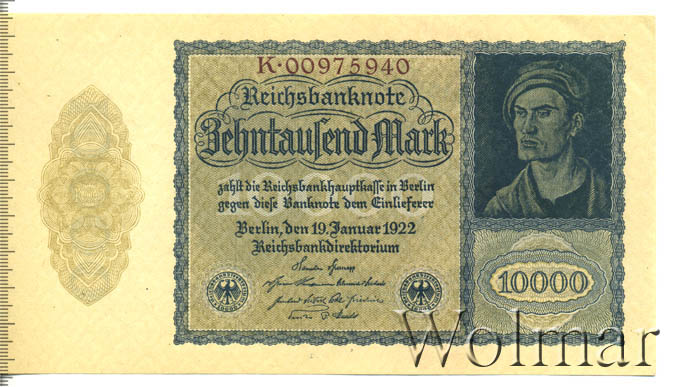 K·00975940
Reichsbanknote
Zehntausend Mark
zahlt die Reichsbankhauptkasse in Berlin
gegen diese Banknote dem Einlieferer
Berlin, den 19. Januar 1922
Reichsbankdirektorium
10000
Wolmar